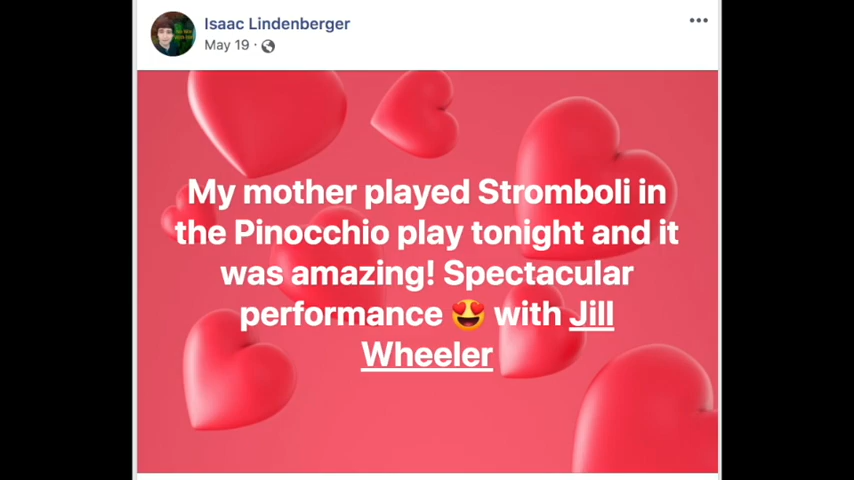 Isaac Lindenberger
May 19 ·
My mother played Stromboli in
the Pinocchio play tonight and it
was amazing! Spectacular
performance 😍 with Jill
Wheeler